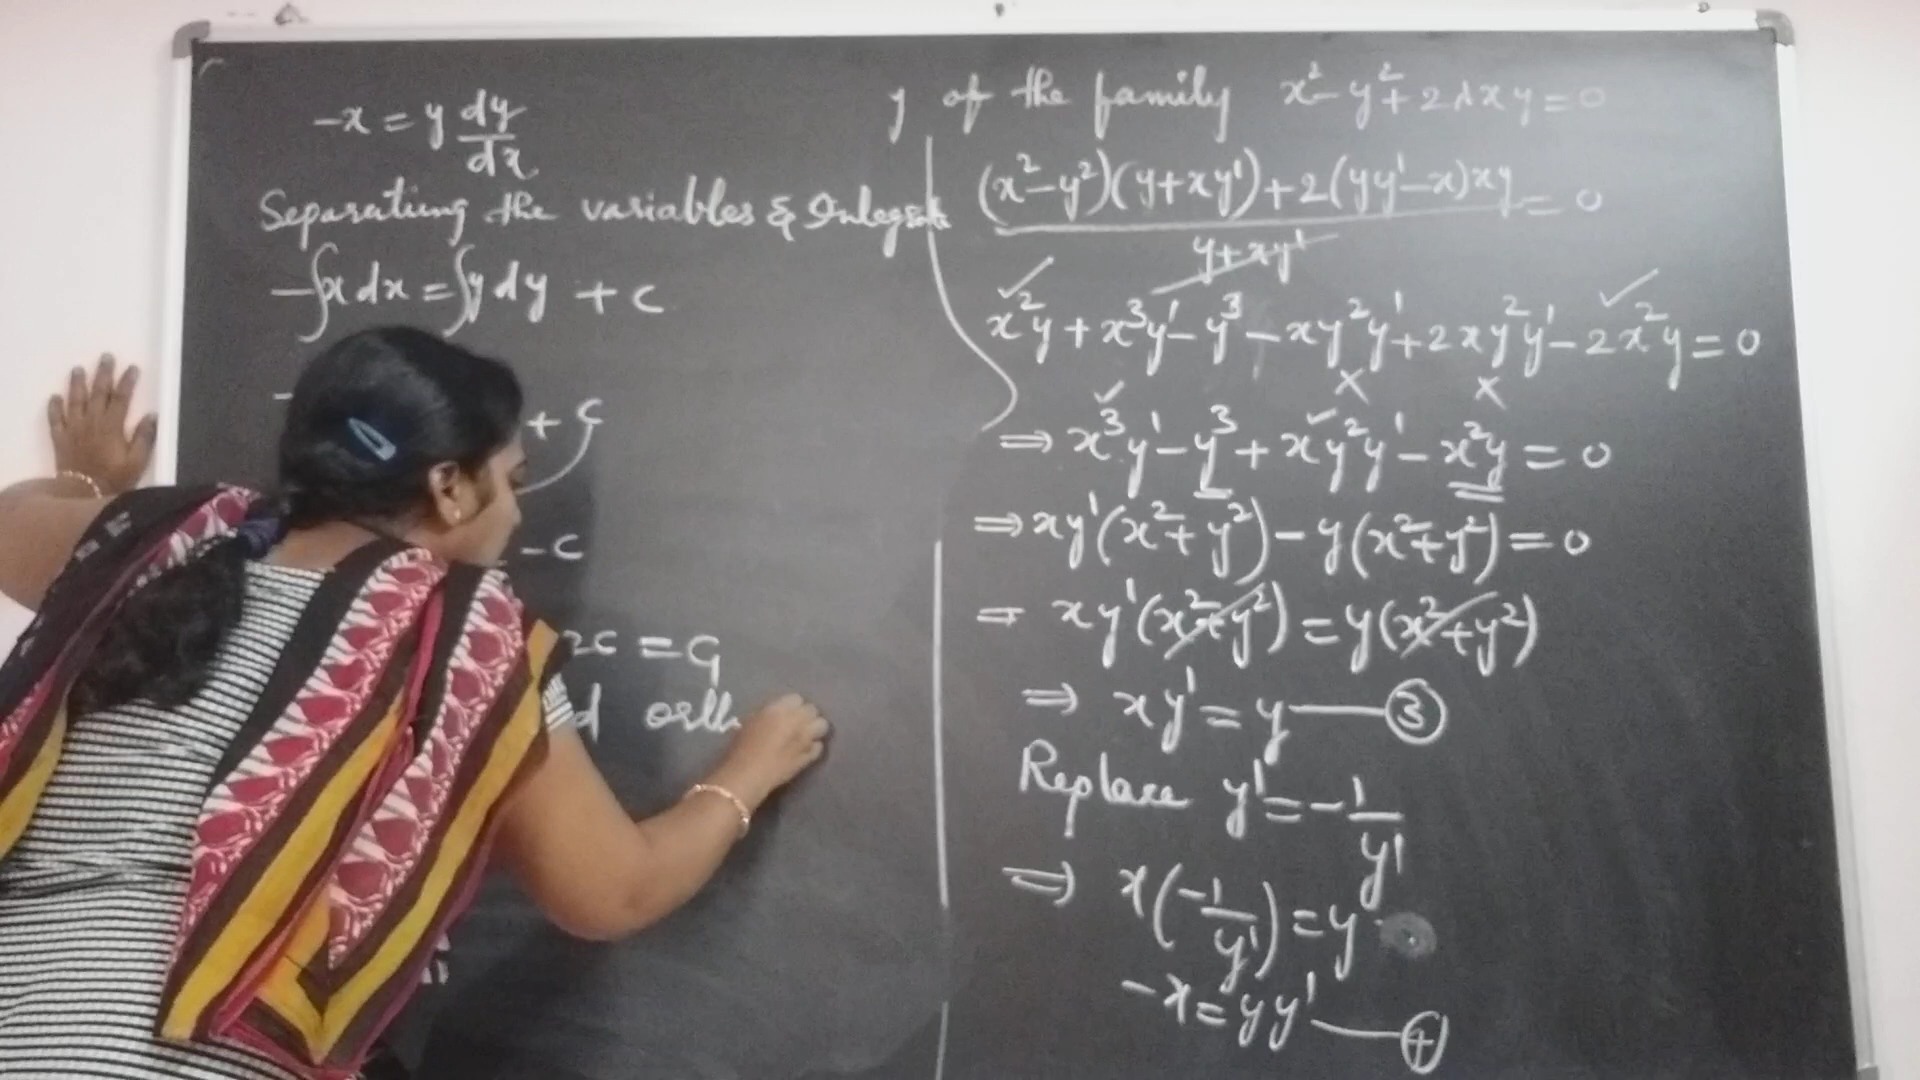 -x = y dy/dx
Separating the variables & Integrate
-∫x dx = ∫y dy + c
-
+ c
-c
2c = c₁
orth
y of the family x² - y² + 2λxy = 0
(x² - y²)(y + xy') + 2(yy' - x)xy / y + xy' = 0
x²y + x³y' - y³ - xy²y' + 2xy²y' - 2x²y = 0
⇒ x³y' - y³ + xy²y' - x²y = 0
⇒ xy'(x² + y²) - y(x² + y²) = 0
= xy'(x² + y²) = y(x² + y²)
⇒ xy' = y — ③
Replace y' = -1/y'
⇒ x(-1/y') = y
-x = yy' — ④